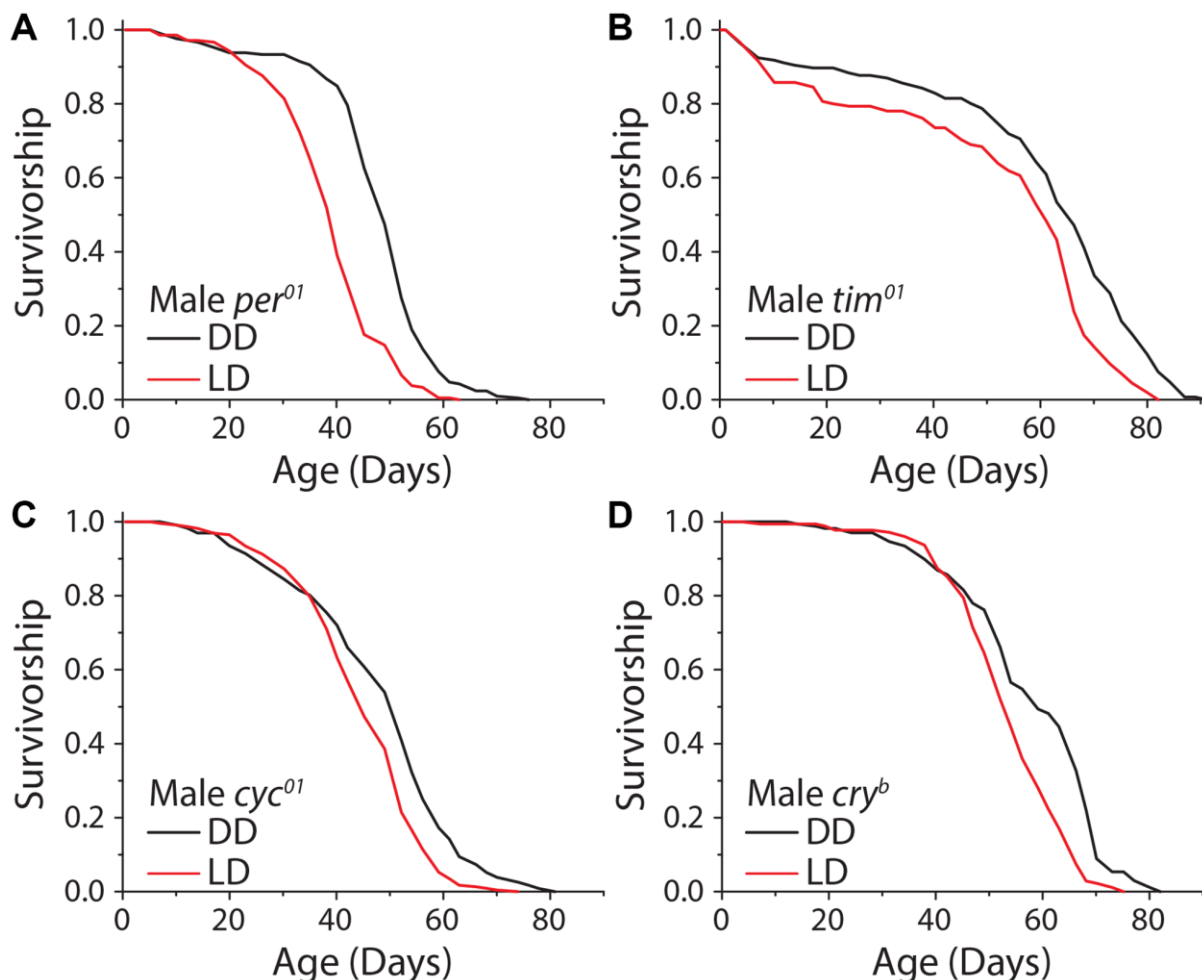 A
1.0
0.8
0.6
0.4
0.2
0.0
Survivorship
Male per⁰¹
DD
LD
0 20 40 60 80
Age (Days)
B
1.0
0.8
0.6
0.4
0.2
0.0
Survivorship
Male tim⁰¹
DD
LD
0 20 40 60 80
Age (Days)
C
1.0
0.8
0.6
0.4
0.2
0.0
Survivorship
Male cyc⁰¹
DD
LD
0 20 40 60 80
Age (Days)
D
1.0
0.8
0.6
0.4
0.2
0.0
Survivorship
Male cryᵇ
DD
LD
0 20 40 60 80
Age (Days)